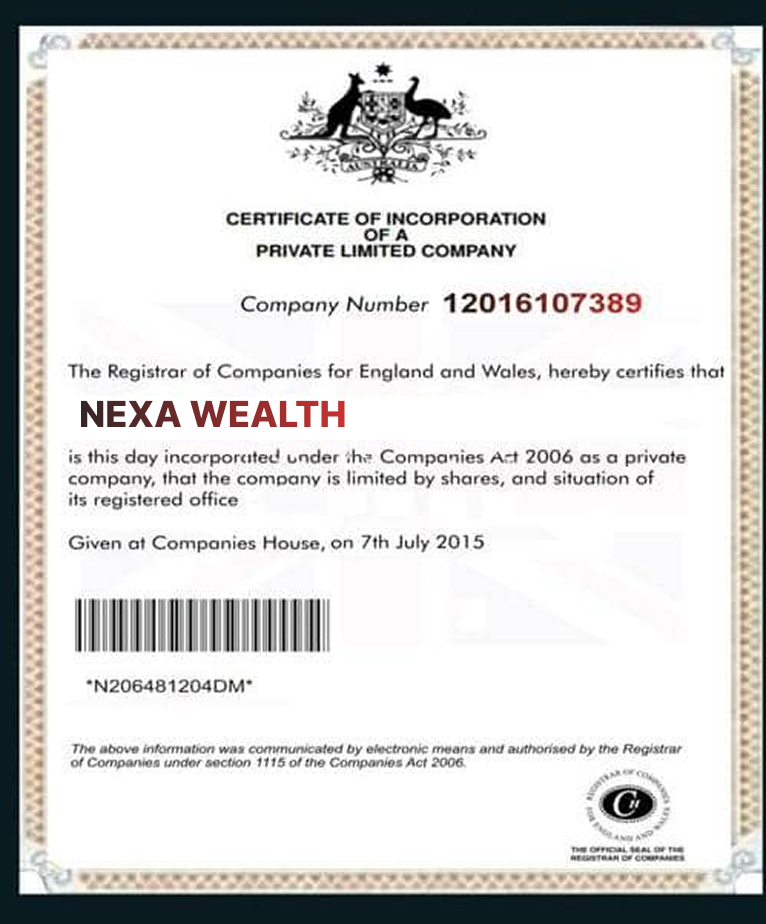 AUSTRALIA
CERTIFICATE OF INCORPORATION
OF A
PRIVATE LIMITED COMPANY
Company Number 12016107389
The Registrar of Companies for England and Wales, hereby certifies that
NEXA WEALTH
is this day incorporated under the Companies Act 2006 as a private
company, that the company is limited by shares, and situation of
its registered office
Given at Companies House, on 7th July 2015
*N206481204DM*
The above information was communicated by electronic means and authorised by the Registrar
of Companies under section 1115 of the Companies Act 2006.
REGISTRAR OF COMPANIES
FOR ENGLAND AND WALES
CH
THE OFFICIAL SEAL OF THE
REGISTRAR OF COMPANIES